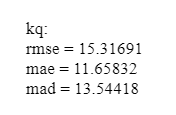 kq:
rmse = 15.31691
mae = 11.65832
mad = 13.54418